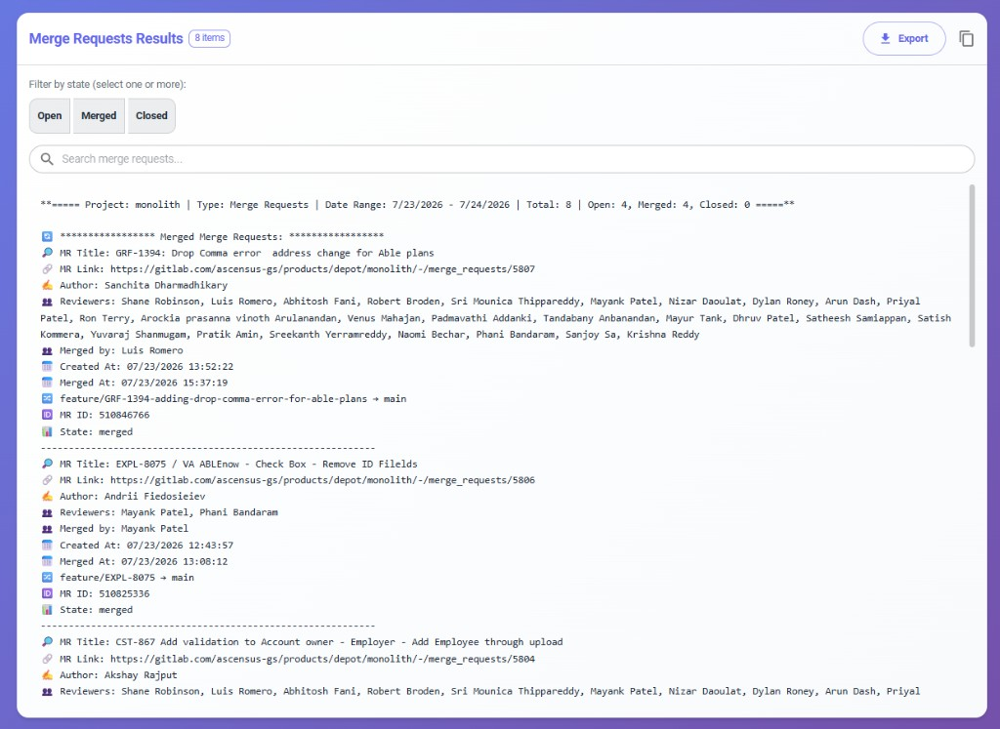 Merge Requests Results 8 items Export
Filter by state (select one or more):
Open Merged Closed
Search merge requests...
**===== Project: monolith | Type: Merge Requests | Date Range: 7/23/2026 - 7/24/2026 | Total: 8 | Open: 4, Merged: 4, Closed: 0 =====**
***************** Merged Merge Requests: *****************
MR Title: GRF-1394: Drop Comma error  address change for Able plans
MR Link: https://gitlab.com/ascensus-gs/products/depot/monolith/-/merge_requests/5807
Author: Sanchita Dharmadhikary
Reviewers: Shane Robinson, Luis Romero, Abhitosh Fani, Robert Broden, Sri Mounica Thippareddy, Mayank Patel, Nizar Daoulat, Dylan Roney, Arun Dash, Priyal
Patel, Ron Terry, Arockia prasanna vinoth Arulanandan, Venus Mahajan, Padmavathi Addanki, Tandabany Anbanandan, Mayur Tank, Dhruv Patel, Satheesh Samiappan, Satish
Kommera, Yuvaraj Shanmugam, Pratik Amin, Sreekanth Yerramreddy, Naomi Bechar, Phani Bandaram, Sanjoy Sa, Krishna Reddy
Merged by: Luis Romero
Created At: 07/23/2026 13:52:22
Merged At: 07/23/2026 15:37:19
feature/GRF-1394-adding-drop-comma-error-for-able-plans → main
ID MR ID: 510846766
State: merged
------------------------------------------------------------
MR Title: EXPL-8075 / VA ABLEnow - Check Box - Remove ID Filelds
MR Link: https://gitlab.com/ascensus-gs/products/depot/monolith/-/merge_requests/5806
Author: Andrii Fiedosieiev
Reviewers: Mayank Patel, Phani Bandaram
Merged by: Mayank Patel
Created At: 07/23/2026 12:43:57
Merged At: 07/23/2026 13:08:12
feature/EXPL-8075 → main
ID MR ID: 510825336
State: merged
------------------------------------------------------------
MR Title: CST-867 Add validation to Account owner - Employer - Add Employee through upload
MR Link: https://gitlab.com/ascensus-gs/products/depot/monolith/-/merge_requests/5804
Author: Akshay Rajput
Reviewers: Shane Robinson, Luis Romero, Abhitosh Fani, Robert Broden, Sri Mounica Thippareddy, Mayank Patel, Nizar Daoulat, Dylan Roney, Arun Dash, Priyal